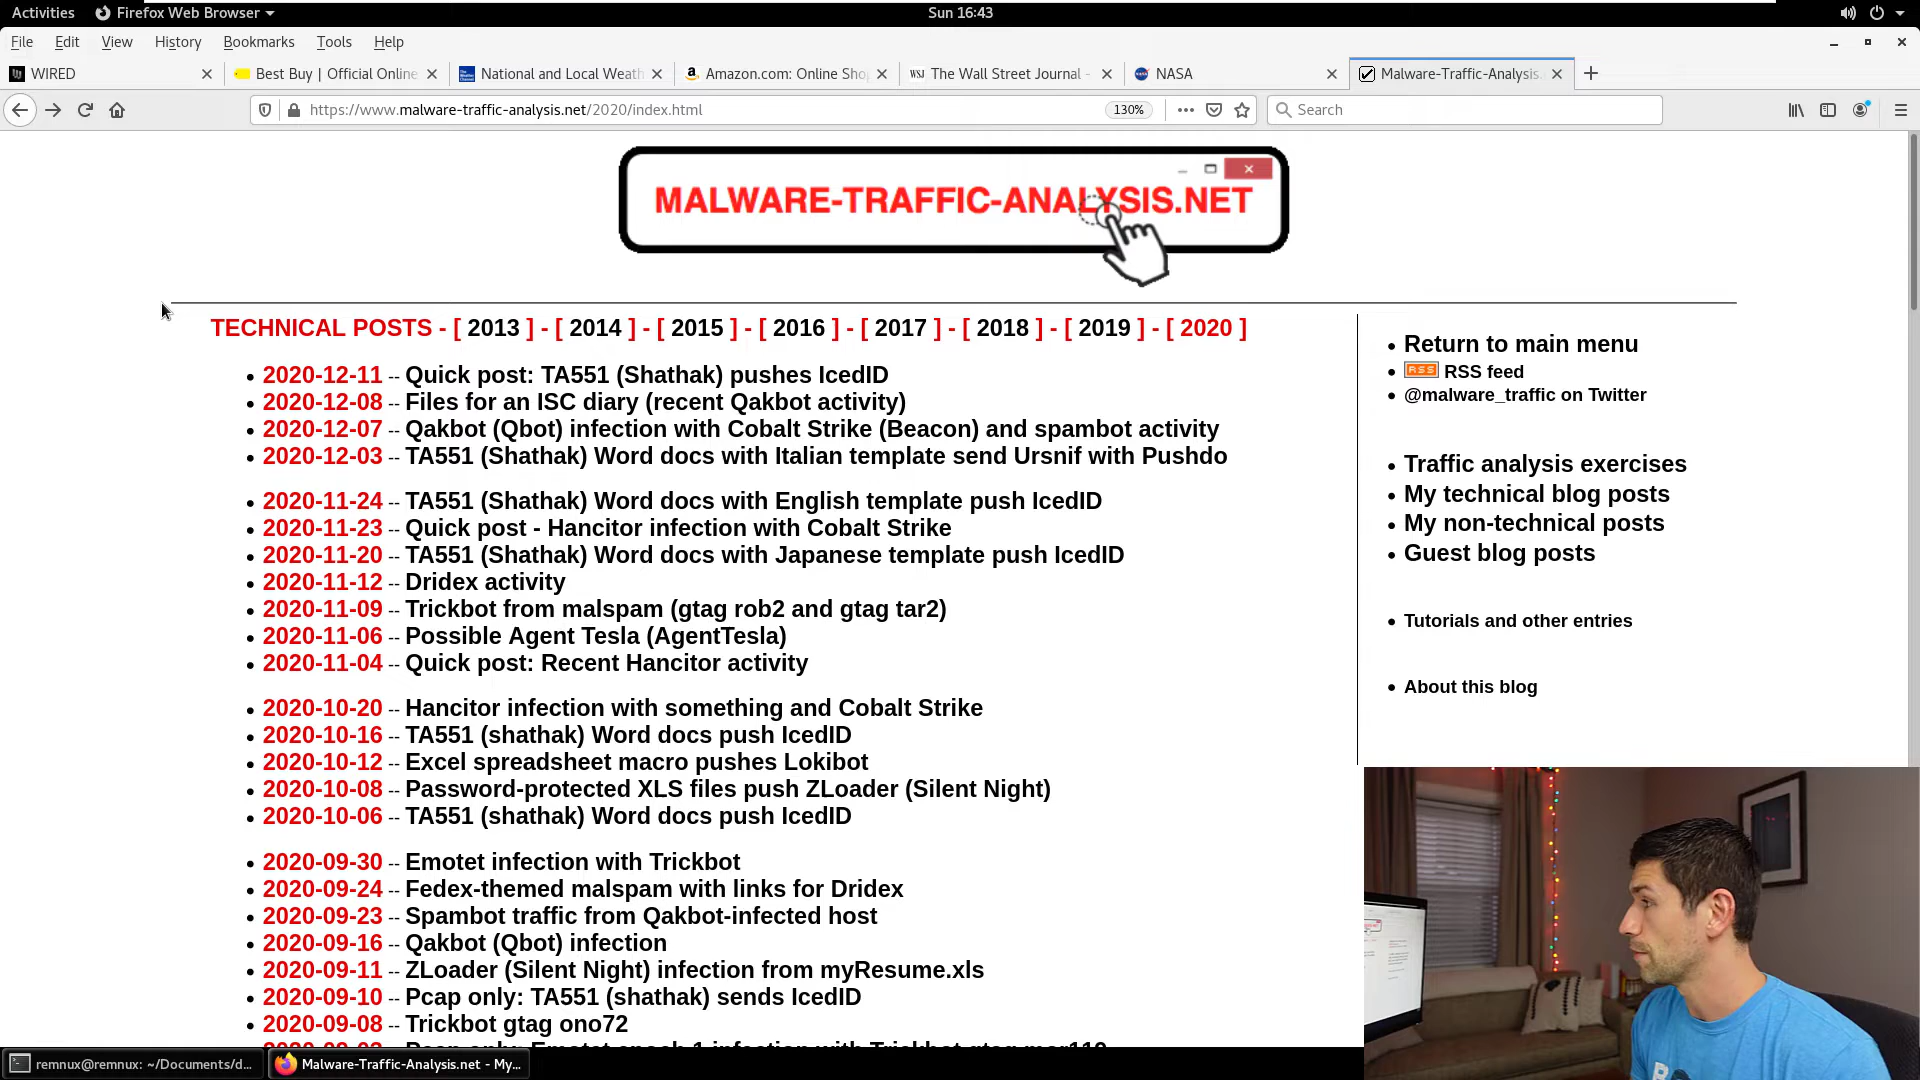 Activities Firefox Web Browser Sun 16:43
File Edit View History Bookmarks Tools Help
WIRED Best Buy | Official Online National and Local Weath Amazon.com: Online Sho WSJ The Wall Street Journal - NASA Malware-Traffic-Analysis.
https://www.malware-traffic-analysis.net/2020/index.html 130% Search
MALWARE-TRAFFIC-ANALYSIS.NET
TECHNICAL POSTS - [ 2013 ] - [ 2014 ] - [ 2015 ] - [ 2016 ] - [ 2017 ] - [ 2018 ] - [ 2019 ] - [ 2020 ]
2020-12-11 -- Quick post: TA551 (Shathak) pushes IcedID
2020-12-08 -- Files for an ISC diary (recent Qakbot activity)
2020-12-07 -- Qakbot (Qbot) infection with Cobalt Strike (Beacon) and spambot activity
2020-12-03 -- TA551 (Shathak) Word docs with Italian template send Ursnif with Pushdo
2020-11-24 -- TA551 (Shathak) Word docs with English template push IcedID
2020-11-23 -- Quick post - Hancitor infection with Cobalt Strike
2020-11-20 -- TA551 (Shathak) Word docs with Japanese template push IcedID
2020-11-12 -- Dridex activity
2020-11-09 -- Trickbot from malspam (gtag rob2 and gtag tar2)
2020-11-06 -- Possible Agent Tesla (AgentTesla)
2020-11-04 -- Quick post: Recent Hancitor activity
2020-10-20 -- Hancitor infection with something and Cobalt Strike
2020-10-16 -- TA551 (shathak) Word docs push IcedID
2020-10-12 -- Excel spreadsheet macro pushes Lokibot
2020-10-08 -- Password-protected XLS files push ZLoader (Silent Night)
2020-10-06 -- TA551 (shathak) Word docs push IcedID
2020-09-30 -- Emotet infection with Trickbot
2020-09-24 -- Fedex-themed malspam with links for Dridex
2020-09-23 -- Spambot traffic from Qakbot-infected host
2020-09-16 -- Qakbot (Qbot) infection
2020-09-11 -- ZLoader (Silent Night) infection from myResume.xls
2020-09-10 -- Pcap only: TA551 (shathak) sends IcedID
2020-09-08 -- Trickbot gtag ono72
Return to main menu
RSS RSS feed
@malware_traffic on Twitter
Traffic analysis exercises
My technical blog posts
My non-technical posts
Guest blog posts
Tutorials and other entries
About this blog
remnux@remnux: ~/Documents/d... Malware-Traffic-Analysis.net - My...